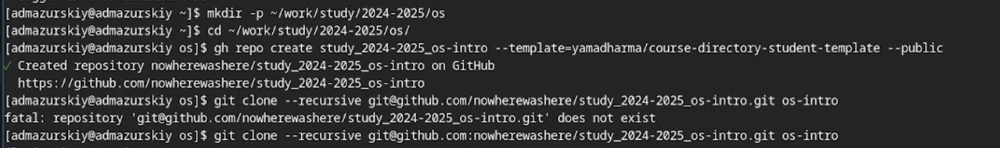 [admazurskiy@admazurskiy ~]$ mkdir -p ~/work/study/2024-2025/os
[admazurskiy@admazurskiy ~]$ cd ~/work/study/2024-2025/os/
[admazurskiy@admazurskiy os]$ gh repo create study_2024-2025_os-intro --template=yamadharma/course-directory-student-template --public
✓ Created repository nowherewashere/study_2024-2025_os-intro on GitHub
  https://github.com/nowherewashere/study_2024-2025_os-intro
[admazurskiy@admazurskiy os]$ git clone --recursive git@github.com/nowherewashere/study_2024-2025_os-intro.git os-intro
fatal: repository 'git@github.com/nowherewashere/study_2024-2025_os-intro.git' does not exist
[admazurskiy@admazurskiy os]$ git clone --recursive git@github.com:nowherewashere/study_2024-2025_os-intro.git os-intro